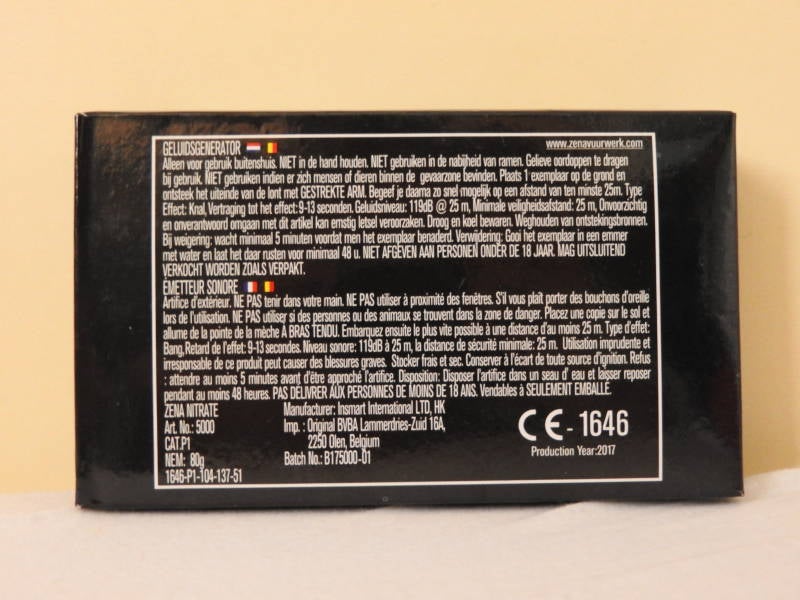 GELUIDSGENERATOR
www.zenavuurwerk.com
Alleen voor gebruik buitenshuis. NIET in de hand houden. NIET gebruiken in de nabijheid van ramen. Gelieve oordoppen te dragen
bij gebruik. NIET gebruiken indien er zich mensen of dieren binnen de gevaarzone bevinden. Plaats 1 exemplaar op de grond en
ontsteek het uiteinde van de lont met GESTREKTE ARM. Begeef je daarna zo snel mogelijk op een afstand van ten minste 25m. Type
Effect: Knal, Vertraging tot het effect: 9-13 seconden. Geluidsniveau: 119dB @ 25 m, Minimale veiligheidsafstand: 25 m, Onvoorzichtig
en onverantwoord omgaan met dit artikel kan ernstig letsel veroorzaken. Droog en koel bewaren. Weghouden van ontstekingsbronnen.
Bij weigering: wacht minimaal 5 minuten voordat men het exemplaar benaderd. Verwijdering: Gooi het exemplaar in een emmer
met water en laat het daar rusten voor minimaal 48 u. NIET AFGEVEN AAN PERSONEN ONDER DE 18 JAAR. MAG UITSLUITEND
VERKOCHT WORDEN ZOALS VERPAKT.
ÉMETTEUR SONORE
Artifice d'extérieur. NE PAS tenir dans votre main. NE PAS utiliser à proximité des fenêtres. S'il vous plaît porter des bouchons d'oreille
lors de l'utilisation. NE PAS utiliser si des personnes ou des animaux se trouvent dans la zone de danger. Placez une copie sur le sol et
allume de la pointe de la mèche À BRAS TENDU. Embarquez ensuite le plus vite possible à une distance d'au moins 25 m. Type d'effet:
Bang, Retard de l'effet: 9-13 secondes. Niveau sonore: 119dB à 25 m, la distance de sécurité minimale: 25 m. Utilisation imprudente et
irresponsable de ce produit peut causer des blessures graves. Stocker frais et sec. Conserver à l'écart de toute source d'ignition. Refus
: attendre au moins 5 minutes avant d'être approché l'artifice. Disposition: Disposer l'artifice dans un seau d' eau et laisser reposer
pendant au moins 48 heures. PAS DÉLIVRER AUX PERSONNES DE MOINS DE 18 ANS. Vendables à SEULEMENT EMBALLÉ.
ZENA NITRATE
Art. No.: 5000
CAT.P1
NEM: 80g
1646-P1-104-137-51
Manufacturer: Insmart International LTD, HK
Imp. : Original BVBA Lammerdries-Zuid 16A,
2250 Olen, Belgium
Batch No.: B175000-01
CE - 1646
Production Year:2017